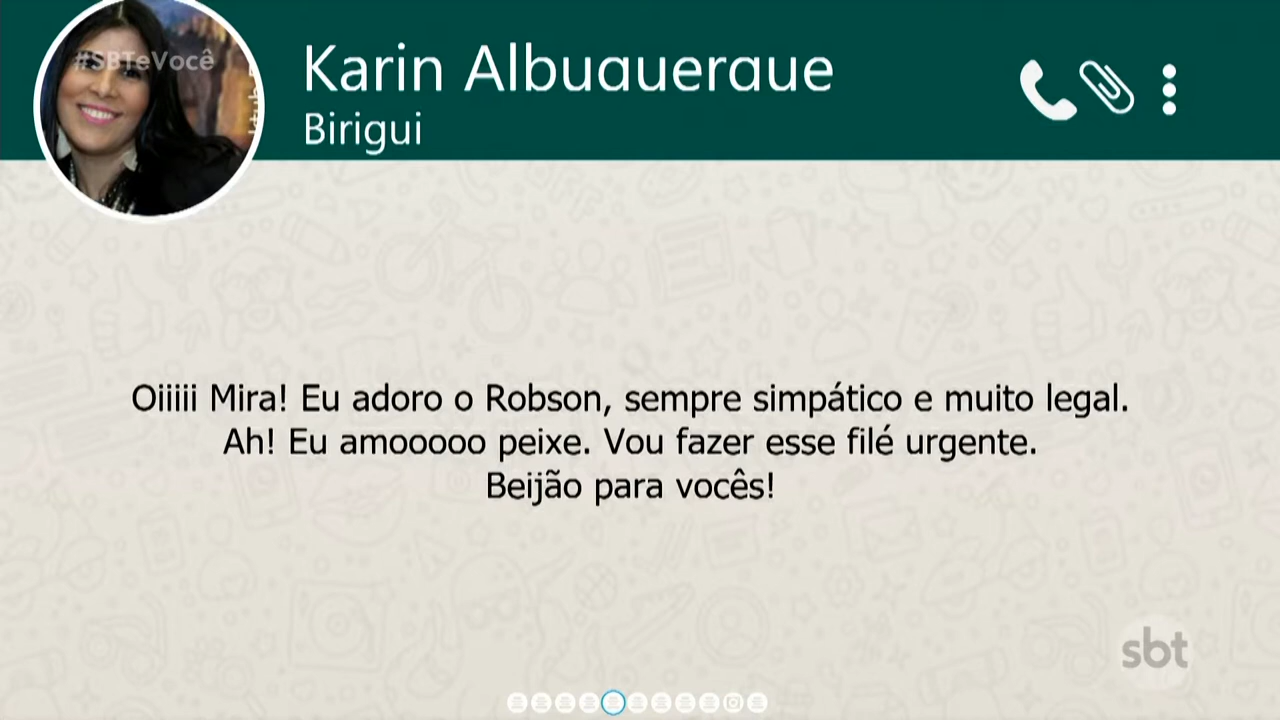 #SBTeVocê
Karin Albuquerque
Birigui
Oiiiii Mira! Eu adoro o Robson, sempre simpático e muito legal.
Ah! Eu amooooo peixe. Vou fazer esse filé urgente.
Beijão para vocês!
sbt